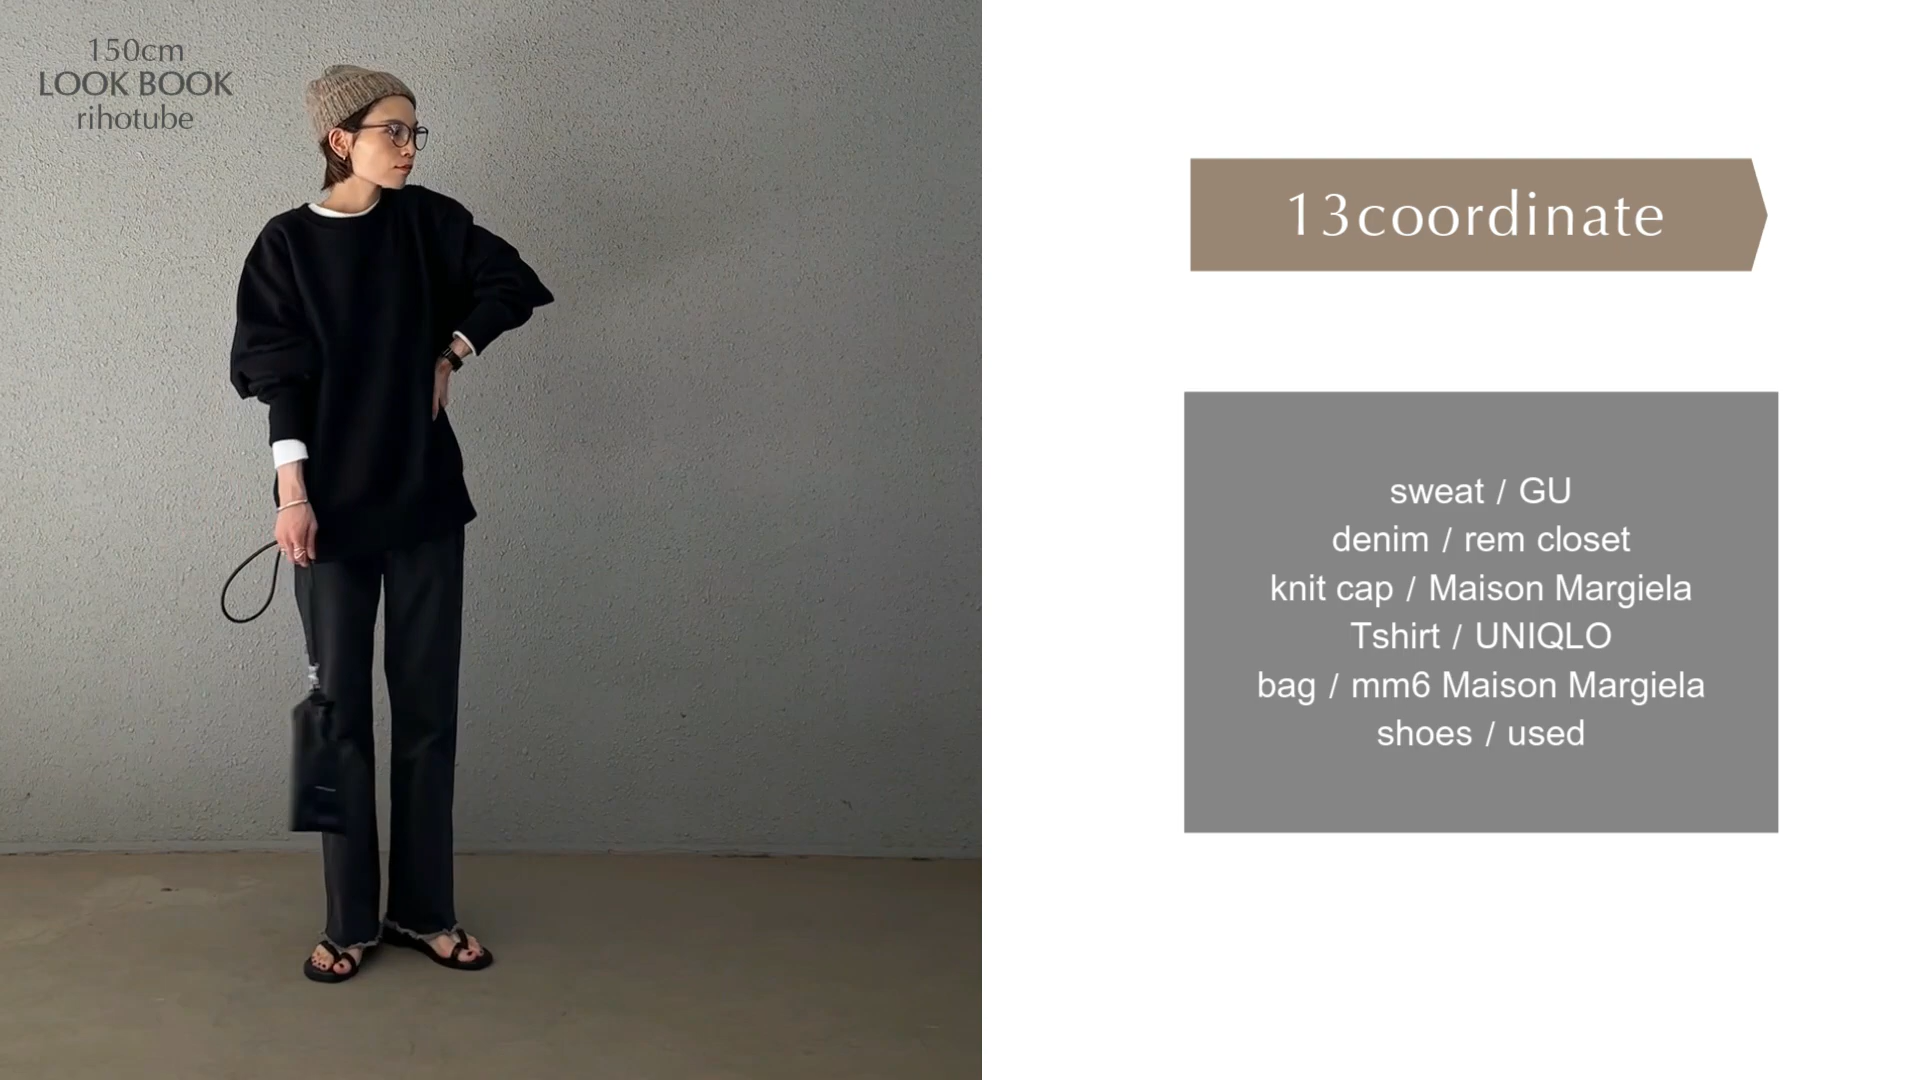 150cm
LOOK BOOK
rihotube
13coordinate
sweat / GU
denim / rem closet
knit cap / Maison Margiela
Tshirt / UNIQLO
bag / mm6 Maison Margiela
shoes / used